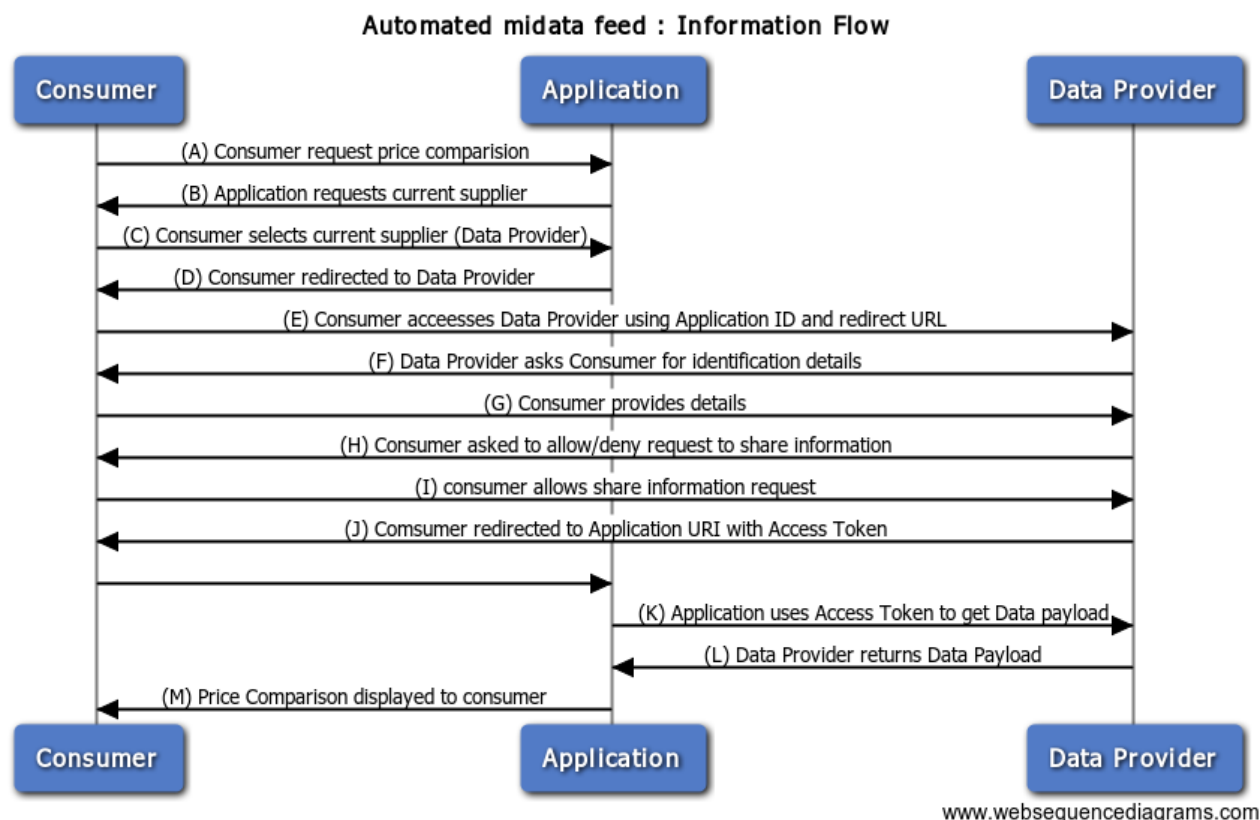 Automated midata feed : Information Flow
Consumer
Application
Data Provider
(A) Consumer request price comparision
(B) Application requests current supplier
(C) Consumer selects current supplier (Data Provider)
(D) Consumer redirected to Data Provider
(E) Consumer acceesses Data Provider using Application ID and redirect URL
(F) Data Provider asks Consumer for identification details
(G) Consumer provides details
(H) Consumer asked to allow/deny request to share information
(I) consumer allows share information request
(J) Comsumer redirected to Application URI with Access Token
(K) Application uses Access Token to get Data payload
(L) Data Provider returns Data Payload
(M) Price Comparison displayed to consumer
Consumer
Application
Data Provider
www.websequencediagrams.com